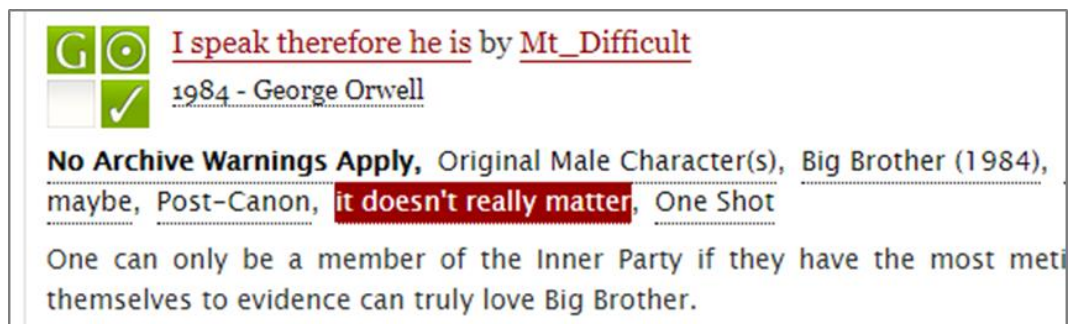 G
I speak therefore he is by Mt_Difficult
1984 - George Orwell
No Archive Warnings Apply, Original Male Character(s), Big Brother (1984),
maybe, Post-Canon, it doesn't really matter, One Shot
One can only be a member of the Inner Party if they have the most
themselves to evidence can truly love Big Brother.